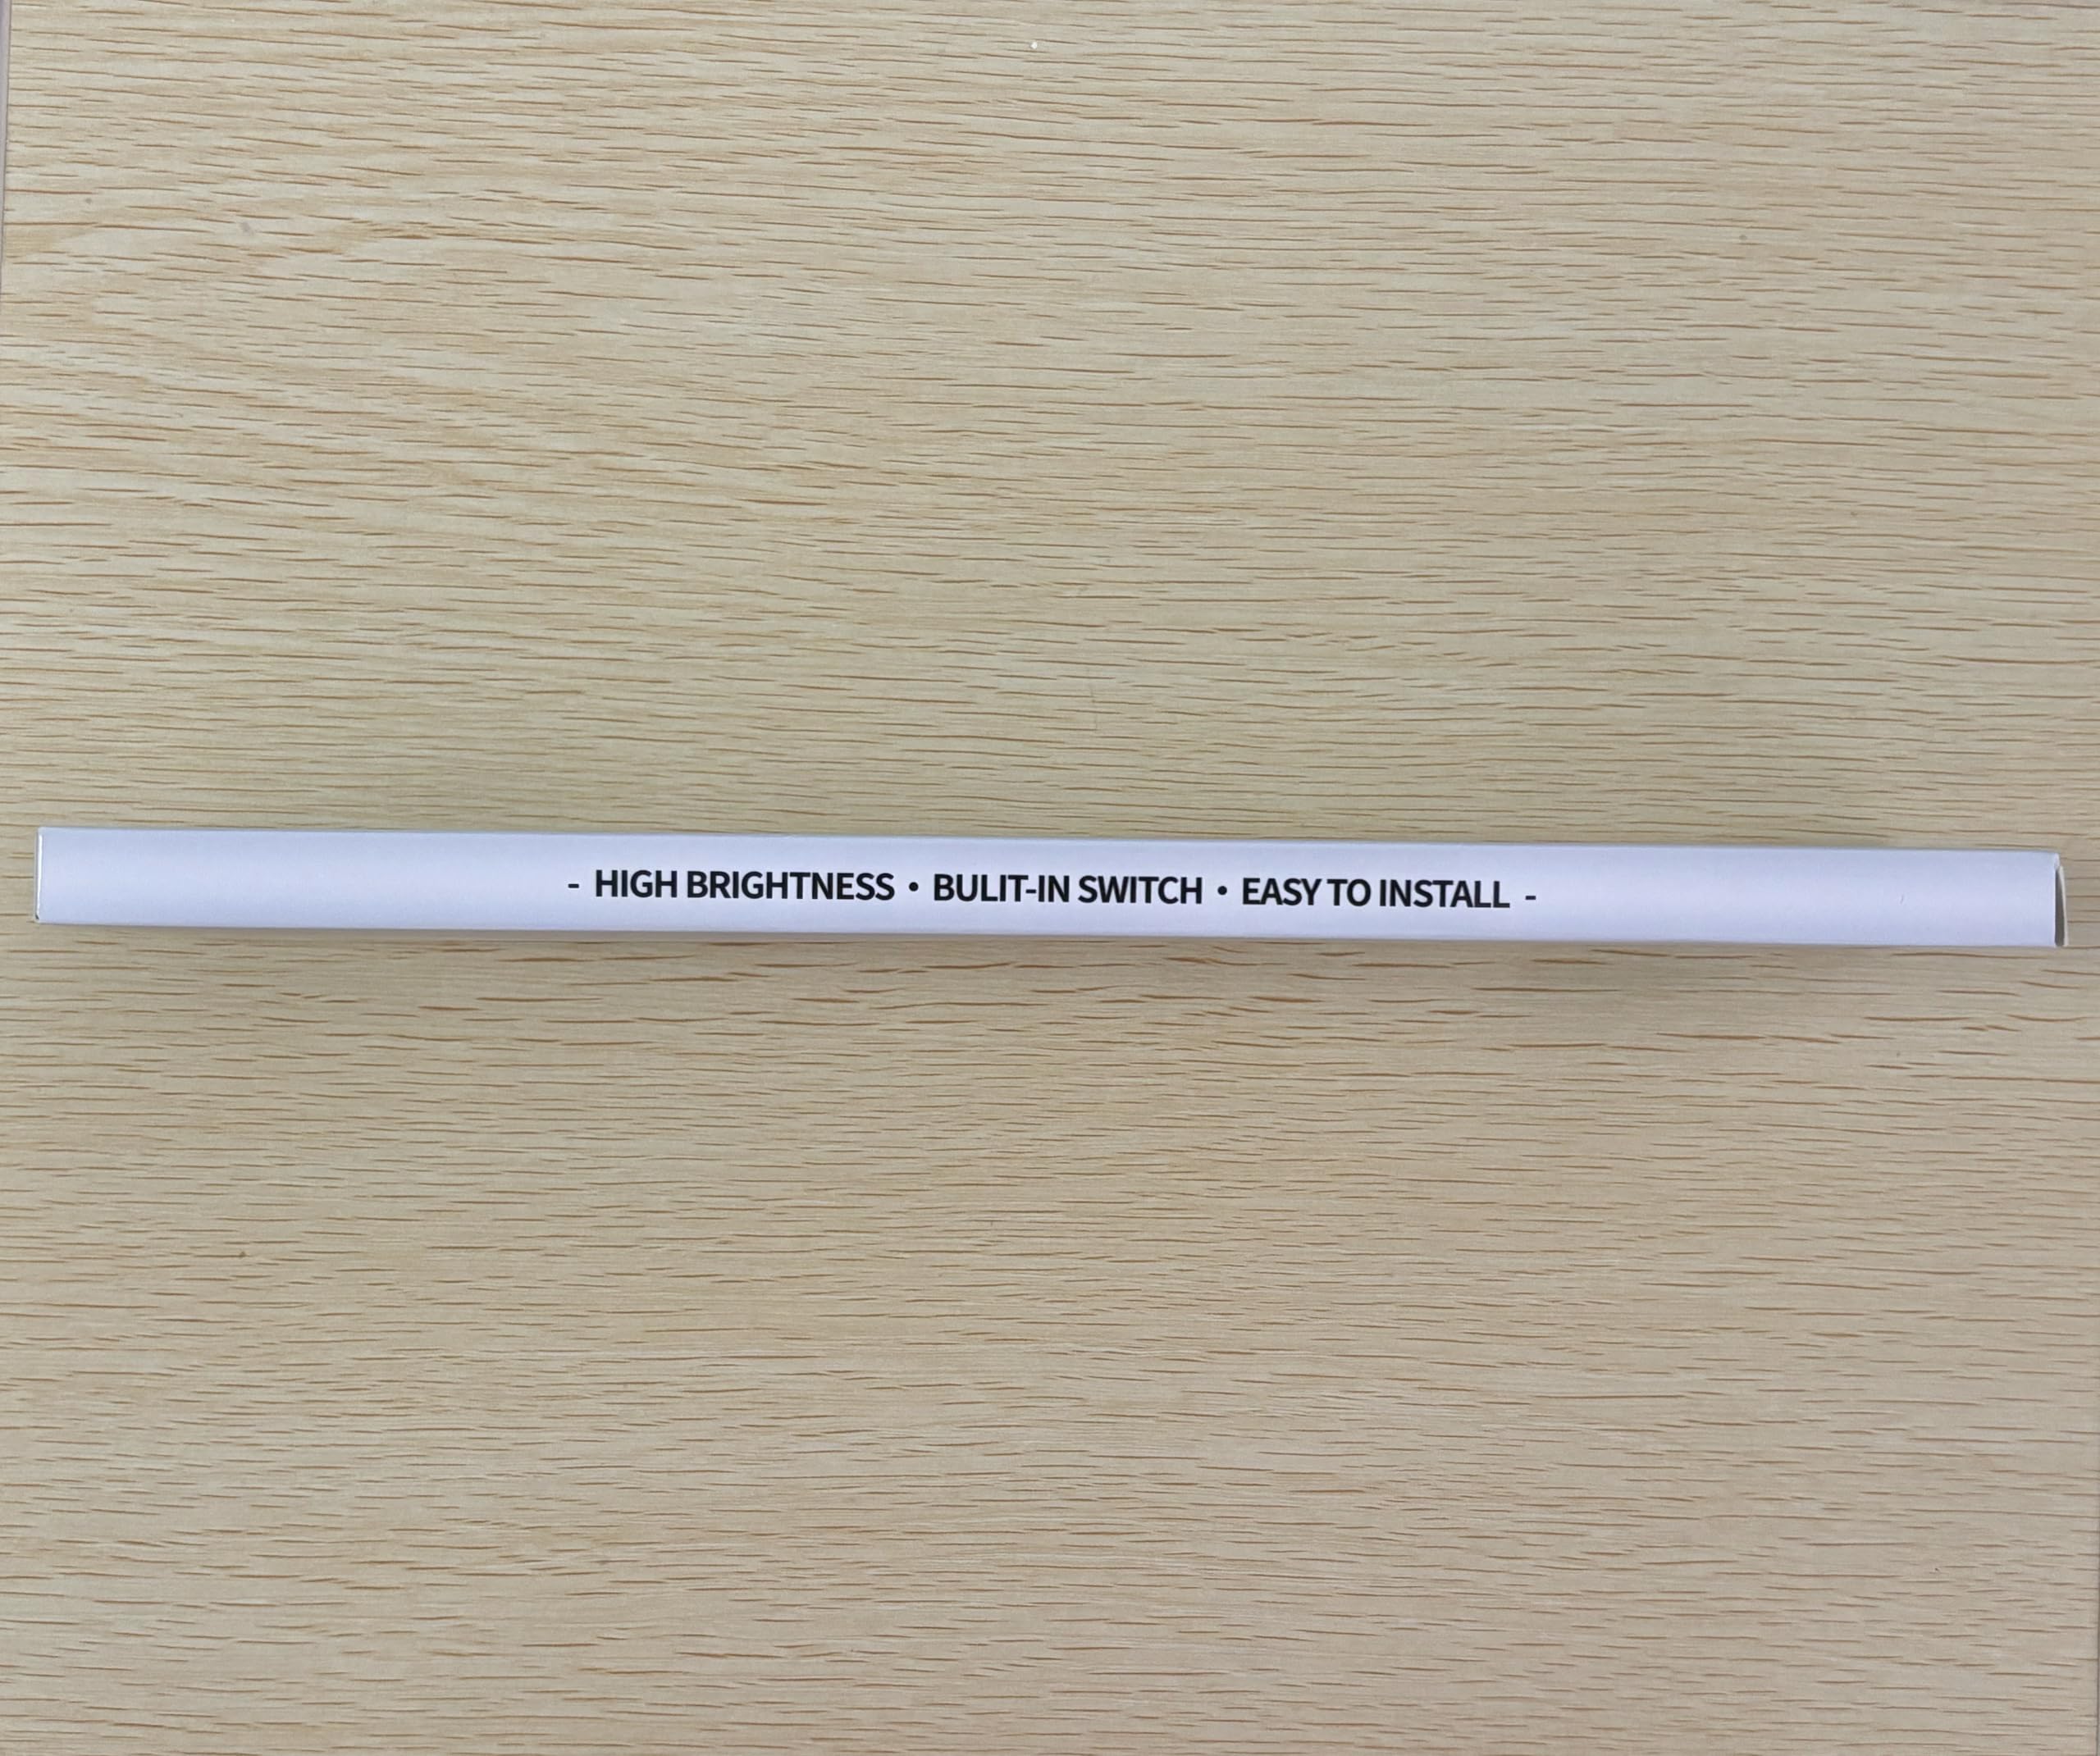 - HIGH BRIGHTNESS • BULIT-IN SWITCH • EASY TO INSTALL -